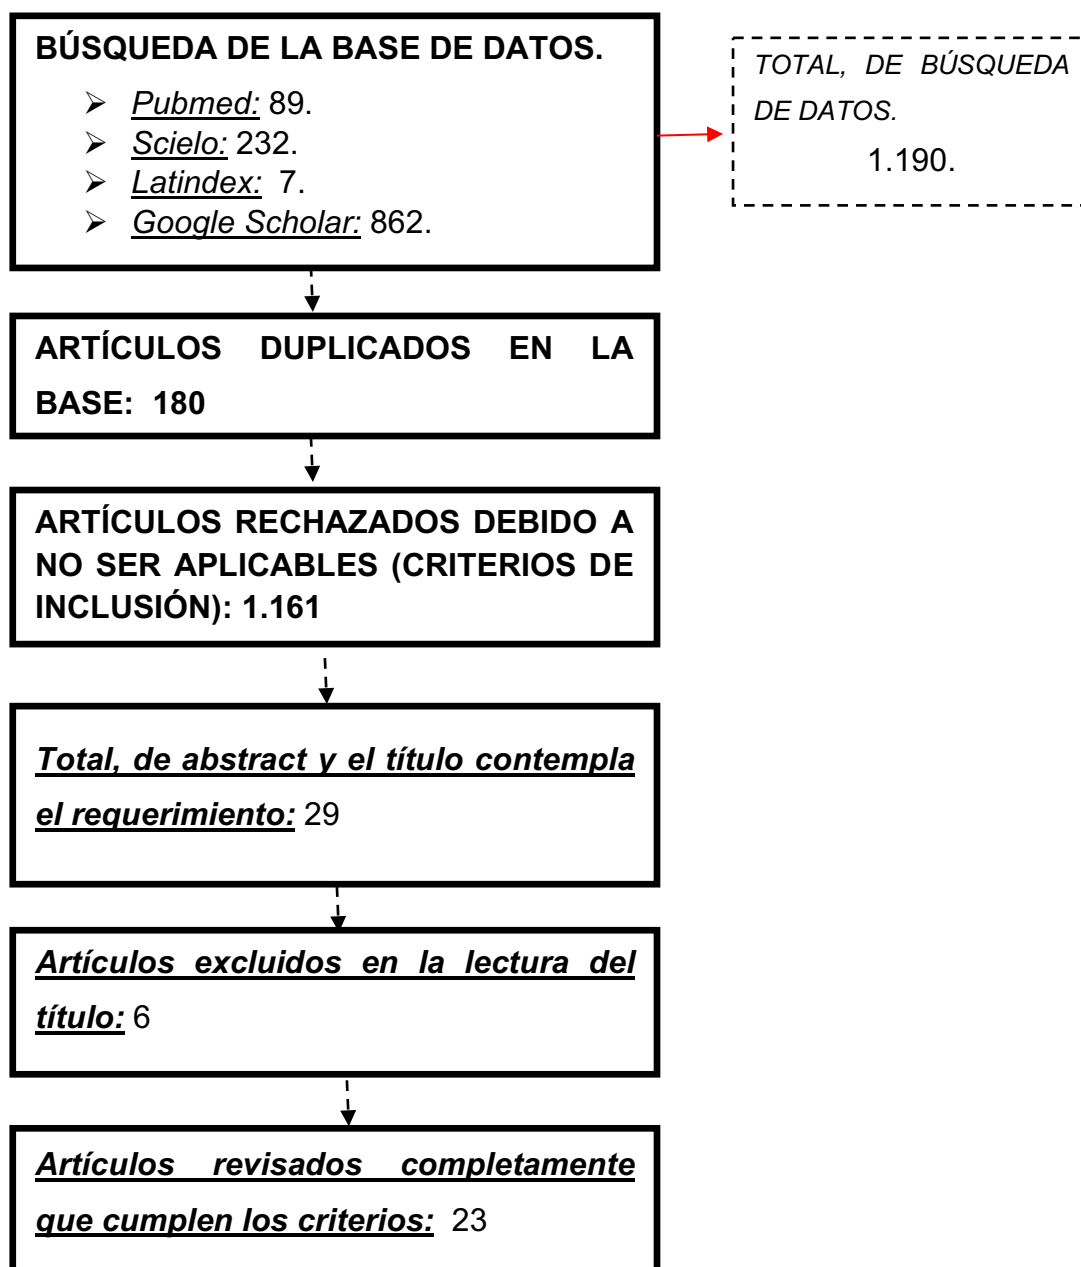 BÚSQUEDA DE LA BASE DE DATOS.
➢ Pubmed: 89.
➢ Scielo: 232.
➢ Latindex: 7.
➢ Google Scholar: 862.
TOTAL, DE BÚSQUEDA
DE DATOS.
1.190.
ARTÍCULOS DUPLICADOS EN LA
BASE: 180
ARTÍCULOS RECHAZADOS DEBIDO A
NO SER APLICABLES (CRITERIOS DE
INCLUSIÓN): 1.161
Total, de abstract y el título contempla
el requerimiento: 29
Artículos excluidos en la lectura del
título: 6
Artículos revisados completamente
que cumplen los criterios: 23